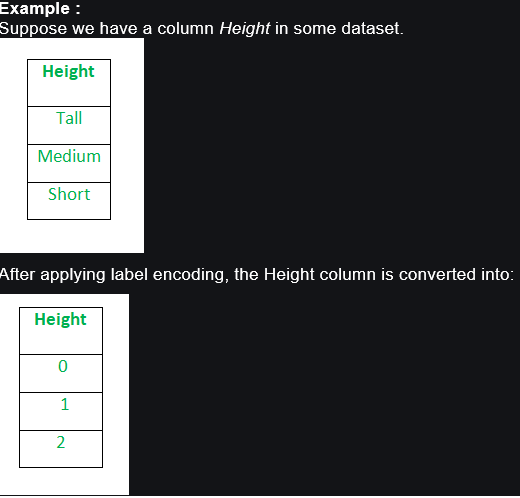 Example :
Suppose we have a column Height in some dataset.
Height
Tall
Medium
Short
After applying label encoding, the Height column is converted into:
Height
0
1
2